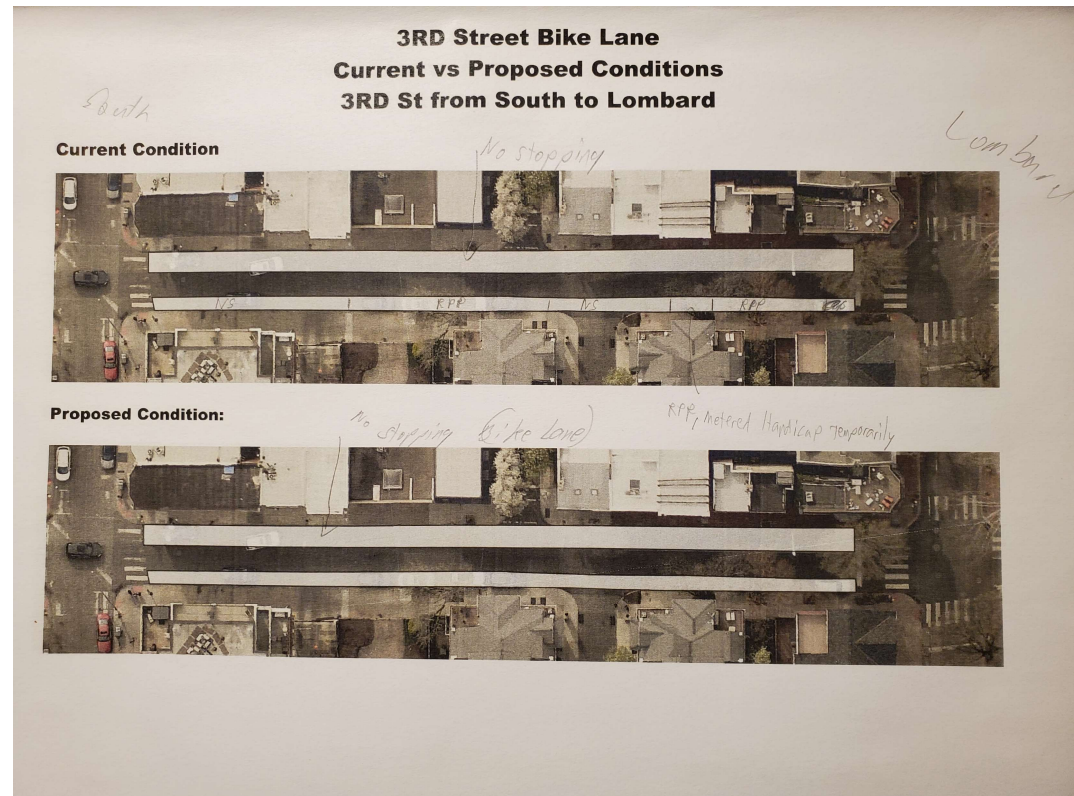 3RD Street Bike Lane
Current vs Proposed Conditions
3RD St from South to Lombard
South
Lombard
Current Condition
No stopping
NS RPP NS RPP
Proposed Condition:
No stopping (Bike Lane)
RPP, metered Handicap Temporarily